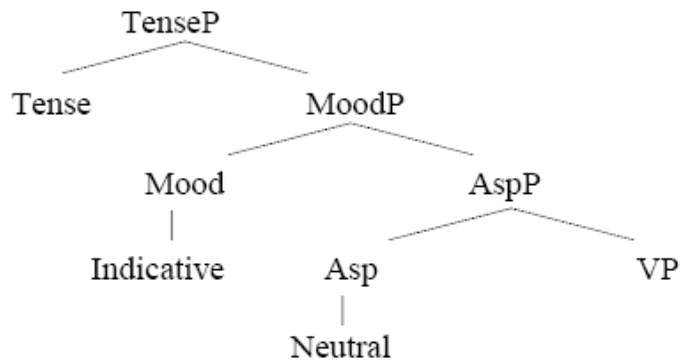 TenseP
Tense MoodP
Mood AspP
Indicative Asp VP
Neutral